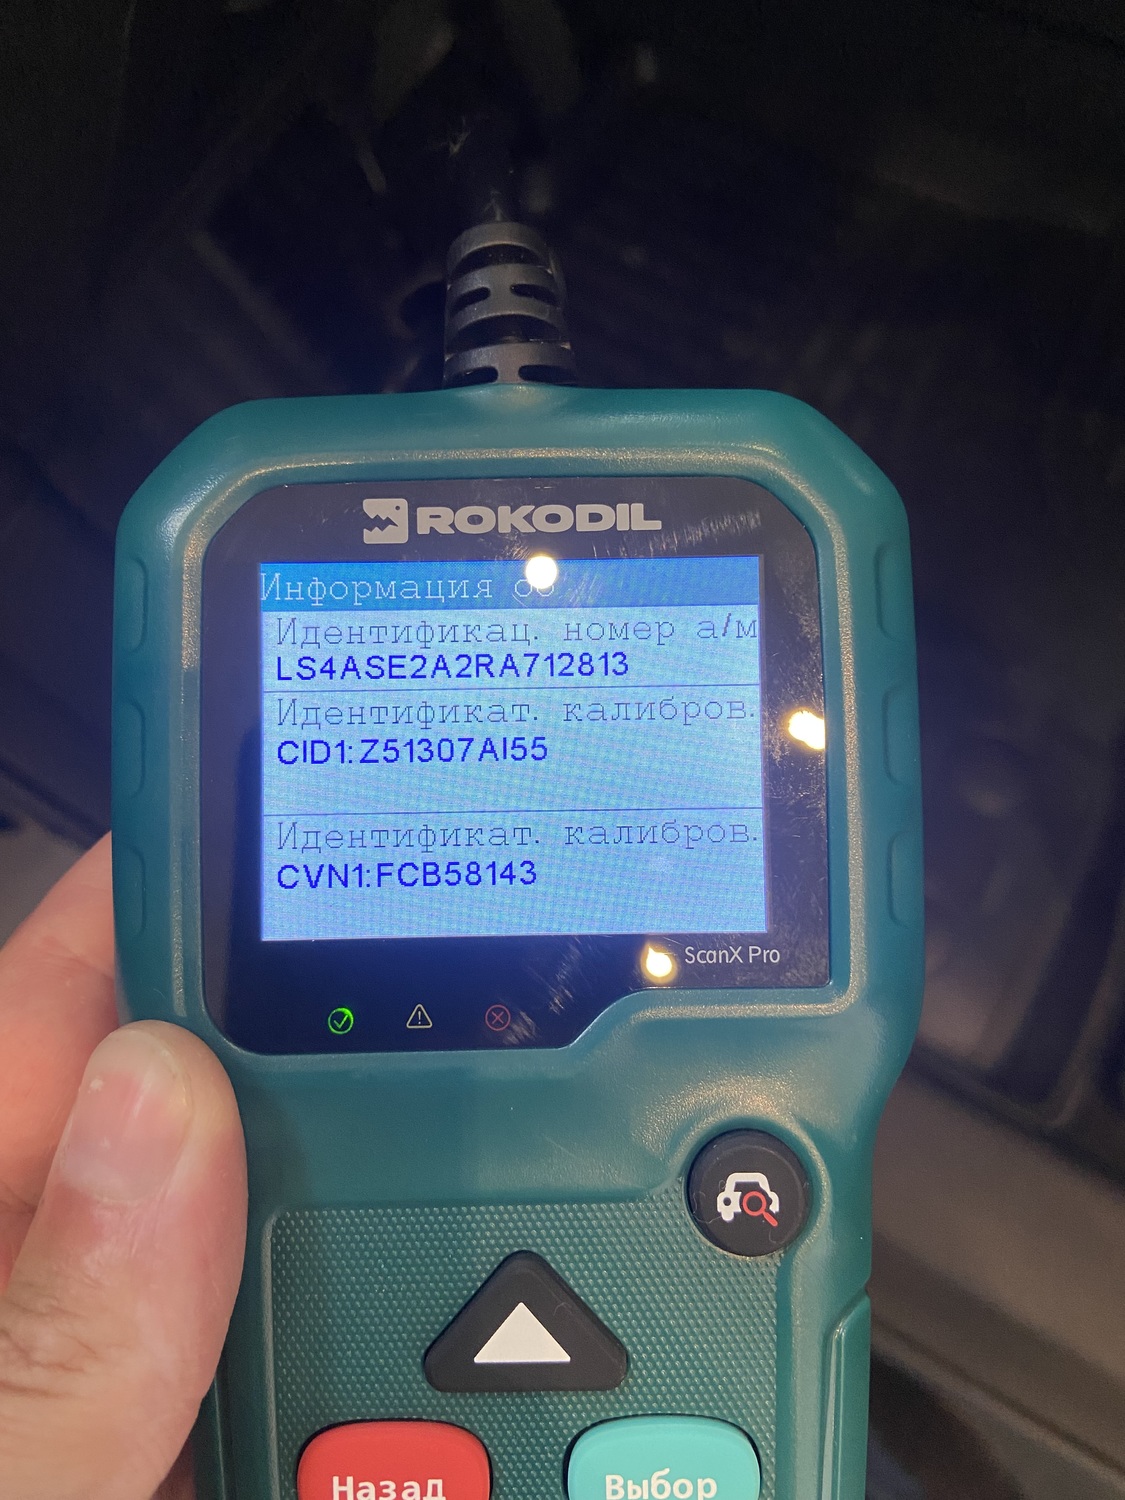 ROKODIL
Информация об
Идентификац. номер а/м
LS4ASE2A2RA712813
Идентификат. калибров.
CID1:Z51307AI55
Идентификат. калибров.
CVN1:FCB58143
ScanX Pro
Назад
Выбор